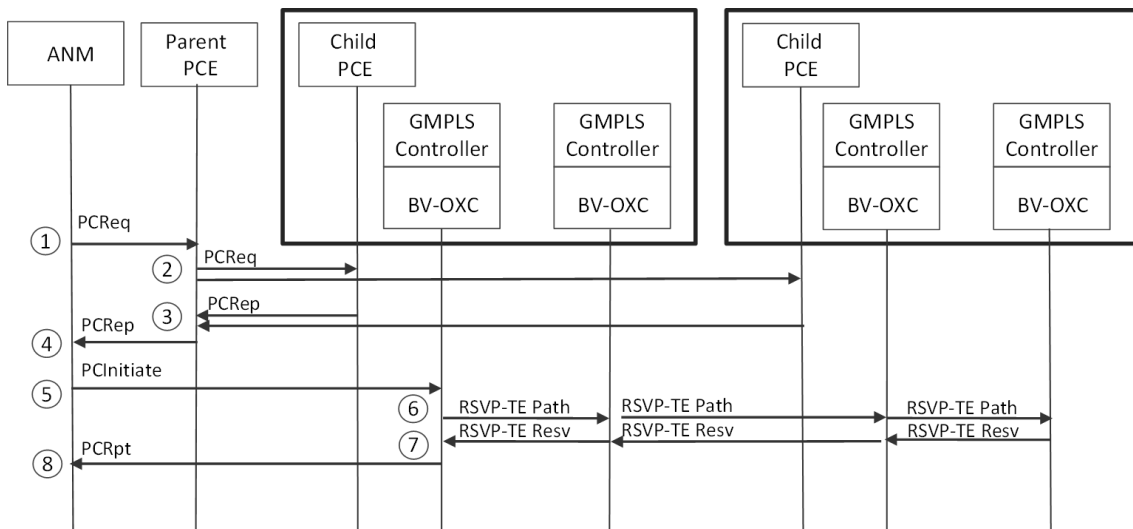 ANM
Parent
PCE
Child
PCE
Child
PCE
GMPLS
Controller
BV-OXC
GMPLS
Controller
BV-OXC
GMPLS
Controller
BV-OXC
GMPLS
Controller
BV-OXC
1
PCReq
2
PCReq
3
PCRep
4
PCRep
5
PCInitiate
6
RSVP-TE Path
RSVP-TE Path
RSVP-TE Path
7
RSVP-TE Resv
RSVP-TE Resv
RSVP-TE Resv
8
PCRpt